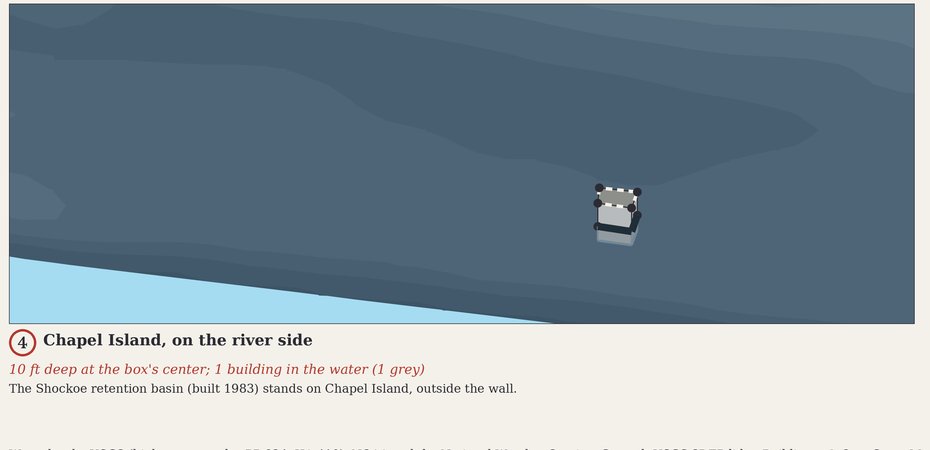 4 Chapel Island, on the river side
10 ft deep at the box's center; 1 building in the water (1 grey)
The Shockoe retention basin (built 1983) stands on Chapel Island, outside the wall.